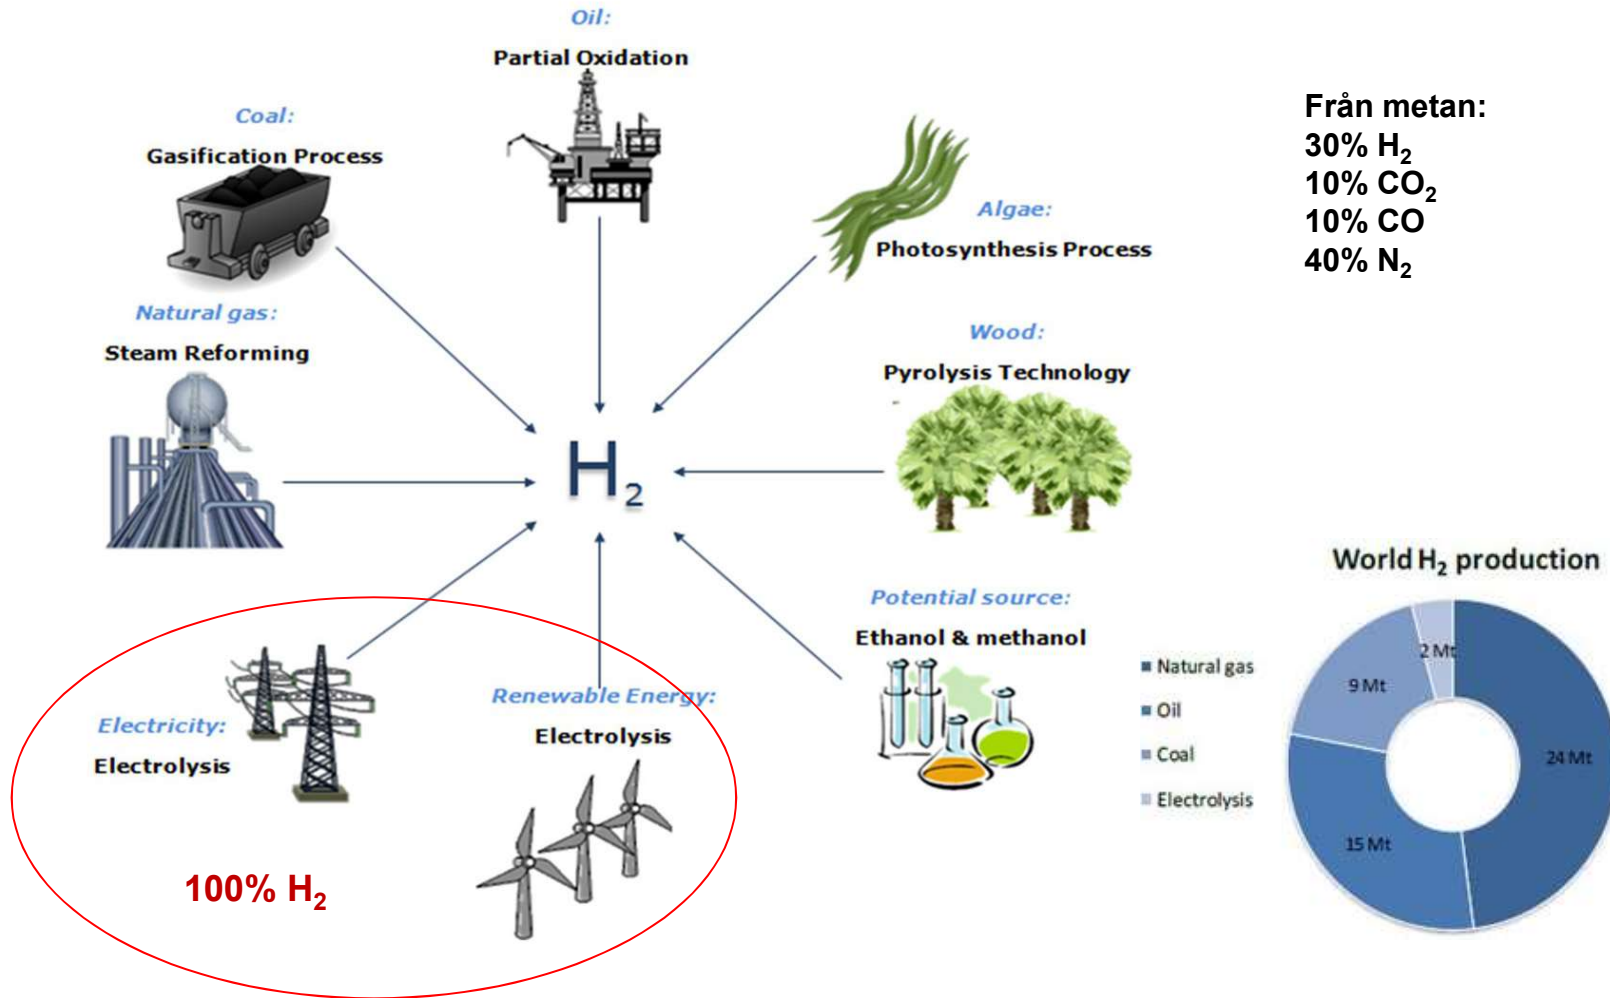 Oil:
Partial Oxidation
Coal:
Gasification Process
Algae:
Photosynthesis Process
Natural gas:
Steam Reforming
Wood:
Pyrolysis Technology
H₂
Electricity:
Electrolysis
Renewable Energy:
Electrolysis
Potential source:
Ethanol & methanol
100% H₂
Från metan:
30% H₂
10% CO₂
10% CO
40% N₂
World H₂ production
Natural gas
Oil
Coal
Electrolysis
2 Mt
9 Mt
24 Mt
15 Mt